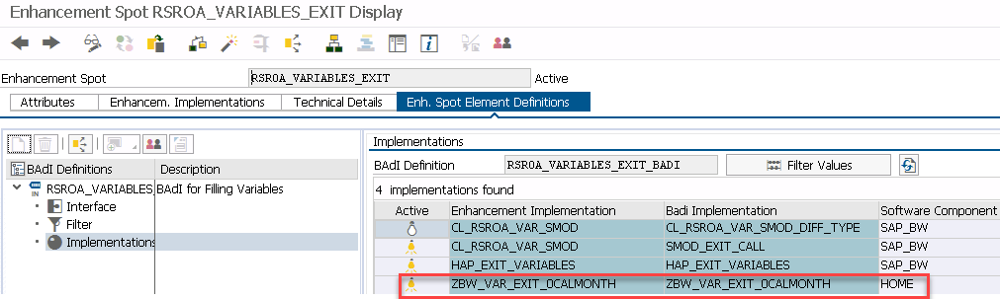 Enhancement Spot RSROA_VARIABLES_EXIT Display
Enhancement Spot RSROA_VARIABLES_EXIT Active
Attributes Enhancem. Implementations Technical Details Enh. Spot Element Definitions
Implementations
BAdI Definition RSROA_VARIABLES_EXIT_BADI Filter Values
4 implementations found
Active Enhancement Implementation Badi Implementation Software Component
CL_RSROA_VAR_SMOD CL_RSROA_VAR_SMOD_DIFF_TYPE SAP_BW
CL_RSROA_VAR_SMOD SMOD_EXIT_CALL SAP_BW
HAP_EXIT_VARIABLES HAP_EXIT_VARIABLES SAP_BW
ZBW_VAR_EXIT_0CALMONTH ZBW_VAR_EXIT_0CALMONTH HOME
BAdI Definitions Description
RSROA_VARIABLES_ BAdI for Filling Variables
IN
Interface
Filter
Implementations